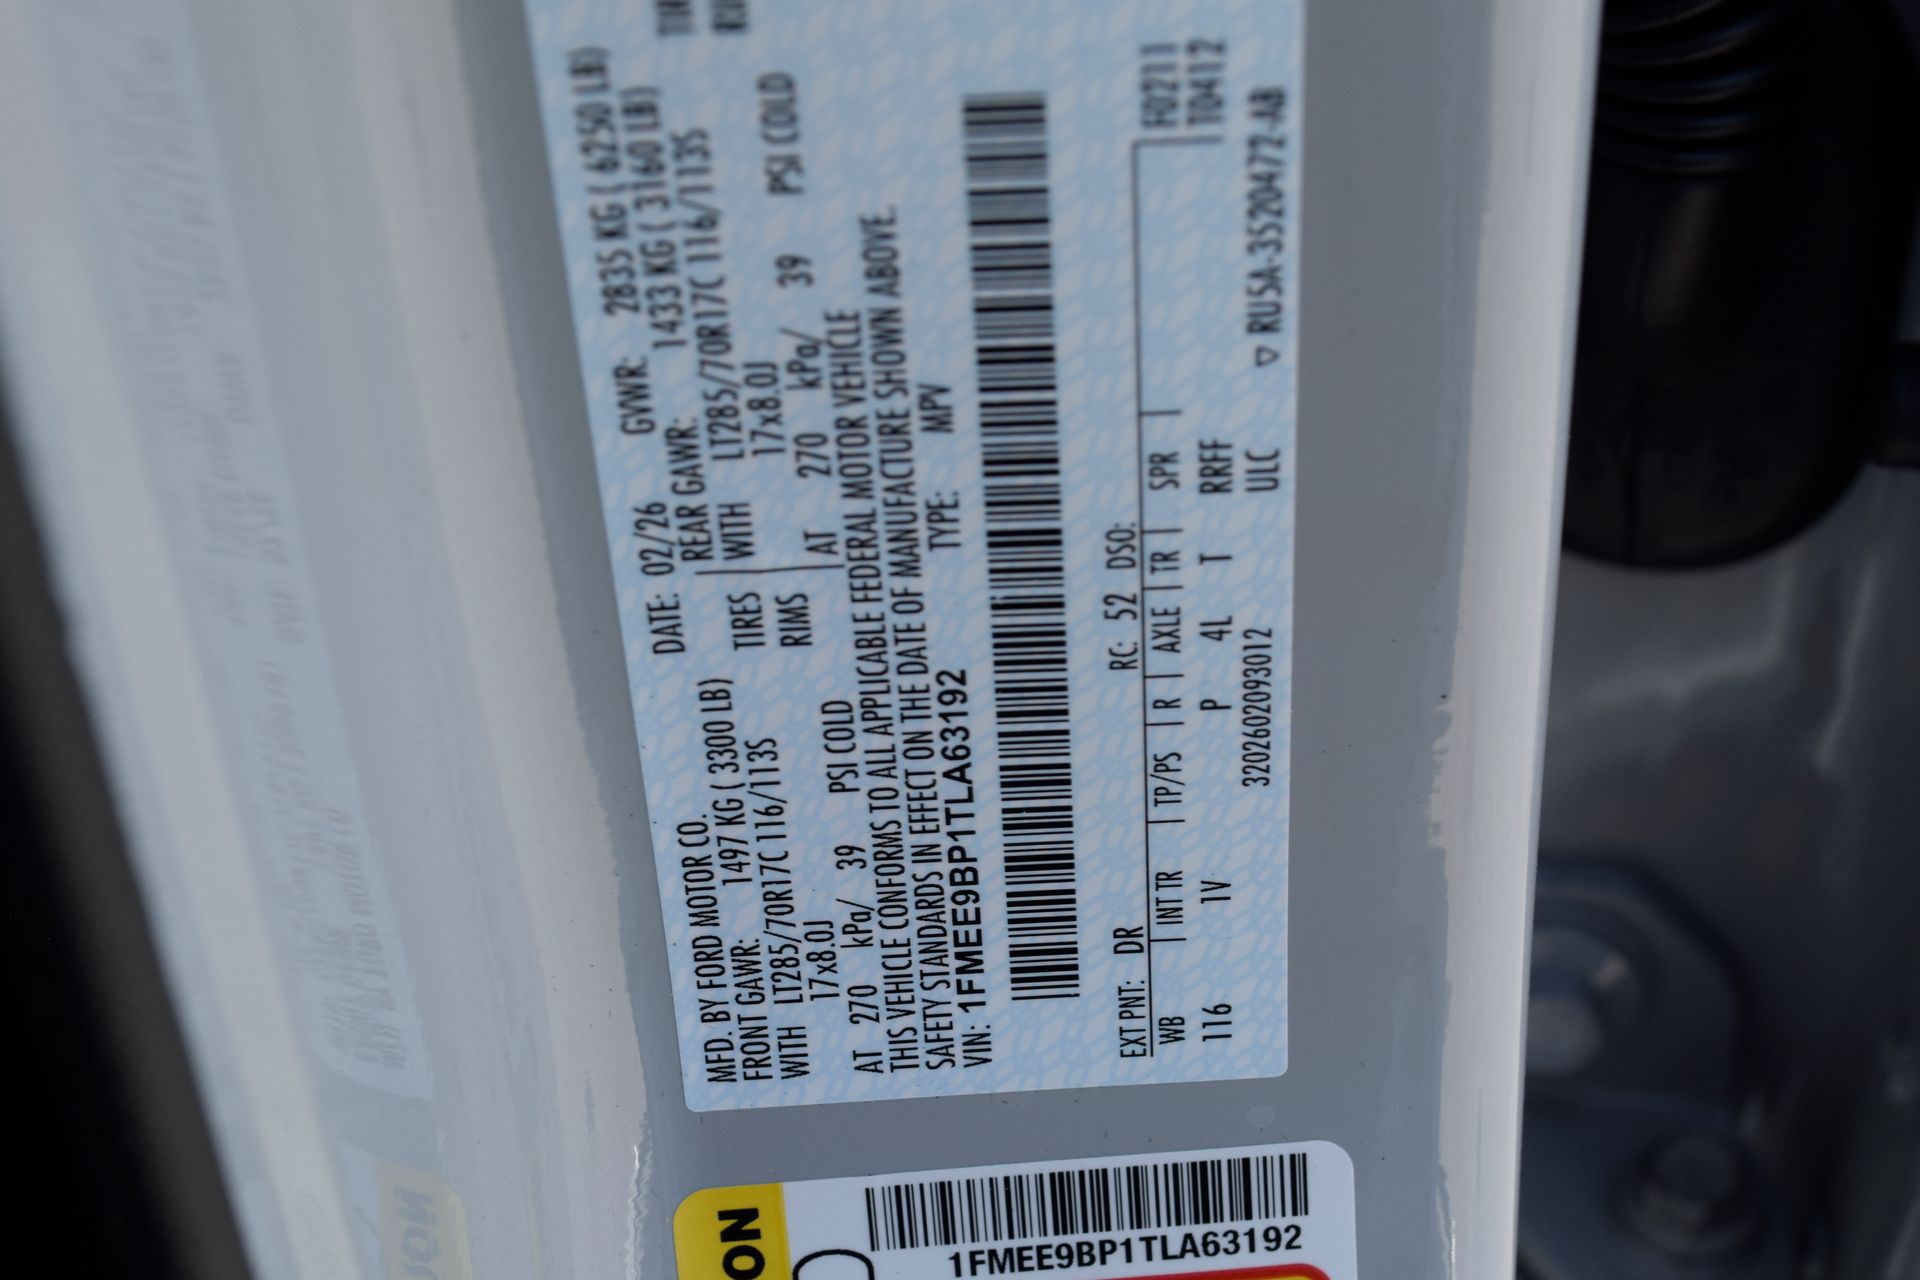 MFD. BY FORD MOTOR CO. DATE: 02/26 GVWR: 2835 KG ( 6250 LB)
FRONT GAWR: 1497 KG ( 3300 LB) REAR GAWR: 1433 KG ( 3160 LB)
WITH LT285/70R17C 116/113S TIRES WITH LT285/70R17C 116/113S
17x8.0J RIMS 17x8.0J
AT 270 kPa/ 39 PSI COLD AT 270 kPa/ 39 PSI COLD
THIS VEHICLE CONFORMS TO ALL APPLICABLE FEDERAL MOTOR VEHICLE
SAFETY STANDARDS IN EFFECT ON THE DATE OF MANUFACTURE SHOWN ABOVE.
VIN: 1FMEE9BP1TLA63192 TYPE: MPV
EXT PNT: DR RC: 52 DSO: F0211
WB INT TR TP/PS R AXLE TR SPR T0412
116 1V P 4L T RRFF
320260209302 ULC ▽ RUSA-3520472-AB
1FMEE9BP1TLA63192